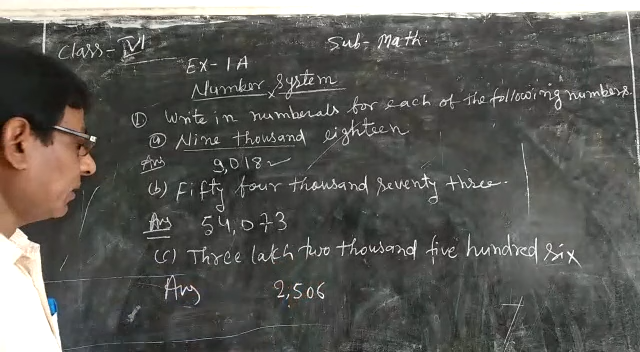 Class - IVI Sub - Math.
Ex - 1A
Number System
① Write in numberals for each of the following numbers.
(a) Nine thousand eighteen
Ans 9,018
(b) Fifty four thousand seventy three.
Ans 54,073
(c) Three lakh two thousand five hundred six
Ans 2,506